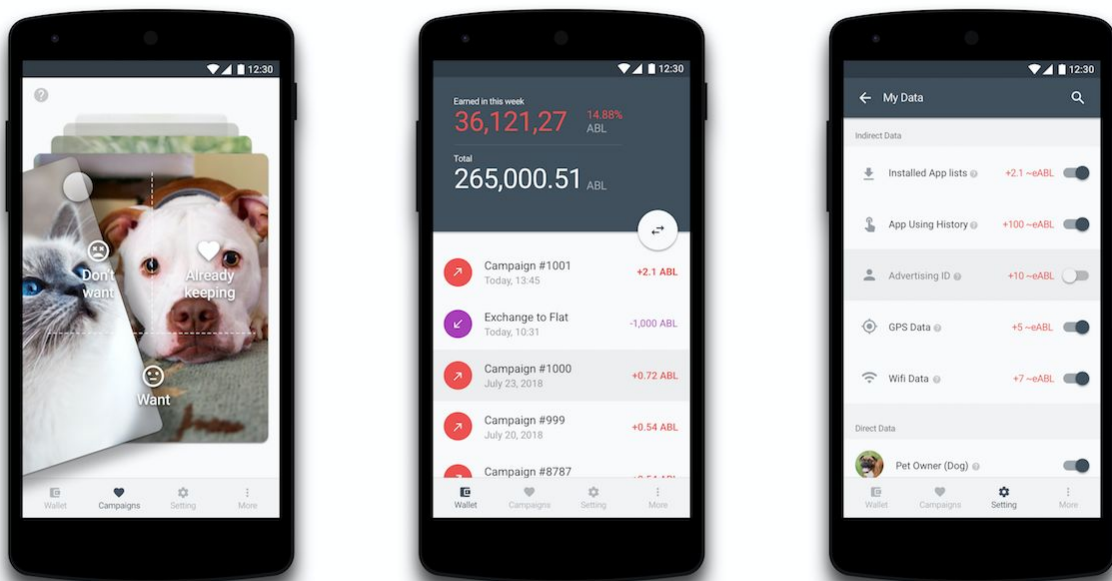 12:30
Don't
want
Already
keeping
Want
Wallet
Campaigns
Setting
More
12:30
Earned in this week
36,121,27
14.88%
ABL
Total
265,000.51 ABL
Campaign #1001
Today, 13:45
+2.1 ABL
Exchange to Flat
Today, 10:31
-1,000 ABL
Campaign #1000
July 23, 2018
+0.72 ABL
Campaign #999
July 20, 2018
+0.54 ABL
Campaign #8787
Wallet
Campaigns
Setting
More
12:30
My Data
Indirect Data
Installed App lists
+2.1 ~eABL
App Using History
+100 ~eABL
Advertising ID
+10 ~eABL
GPS Data
+5 ~eABL
Wifi Data
+7 ~eABL
Direct Data
Pet Owner (Dog)
Wallet
Campaigns
Setting
More